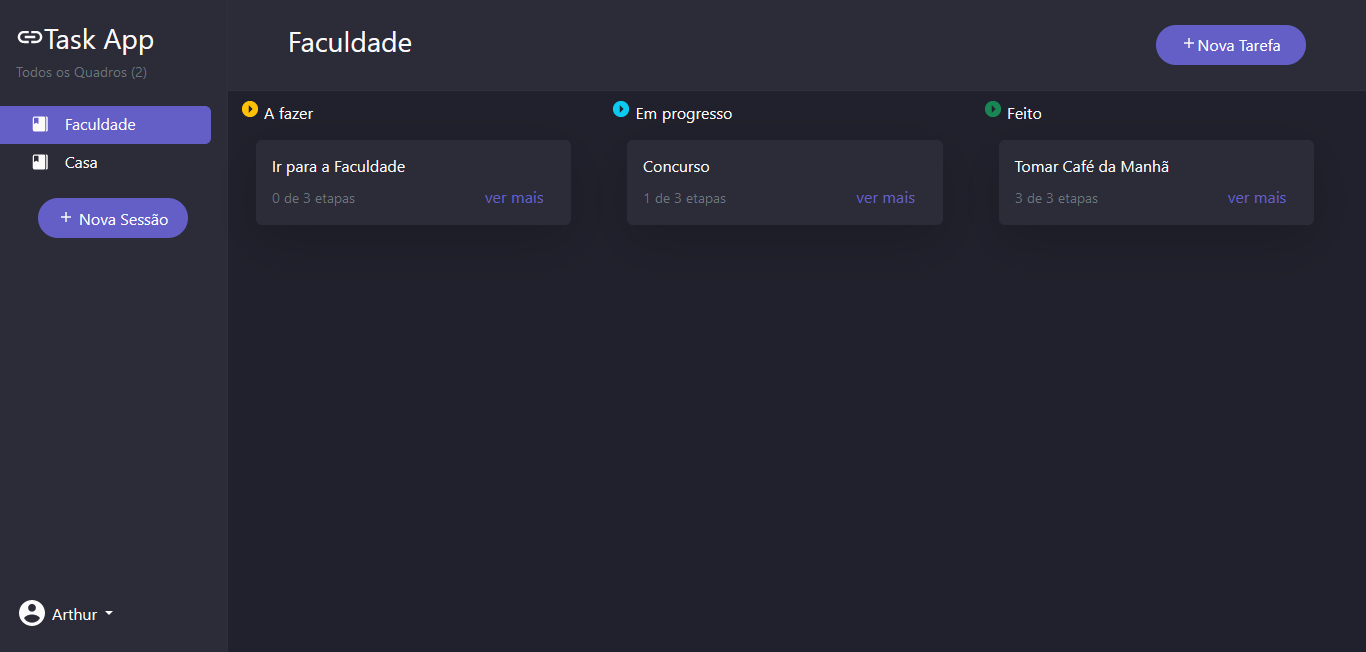 Task App
Todos os Quadros (2)
Faculdade
Casa
+ Nova Sessão
Arthur
Faculdade
+ Nova Tarefa
A fazer
Ir para a Faculdade
0 de 3 etapas ver mais
Em progresso
Concurso
1 de 3 etapas ver mais
Feito
Tomar Café da Manhã
3 de 3 etapas ver mais